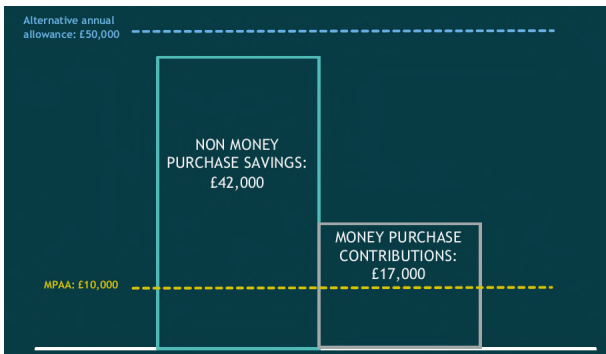 Alternative annual
allowance: £50,000
NON MONEY
PURCHASE SAVINGS:
£42,000
MONEY PURCHASE
CONTRIBUTIONS:
£17,000
MPAA: £10,000